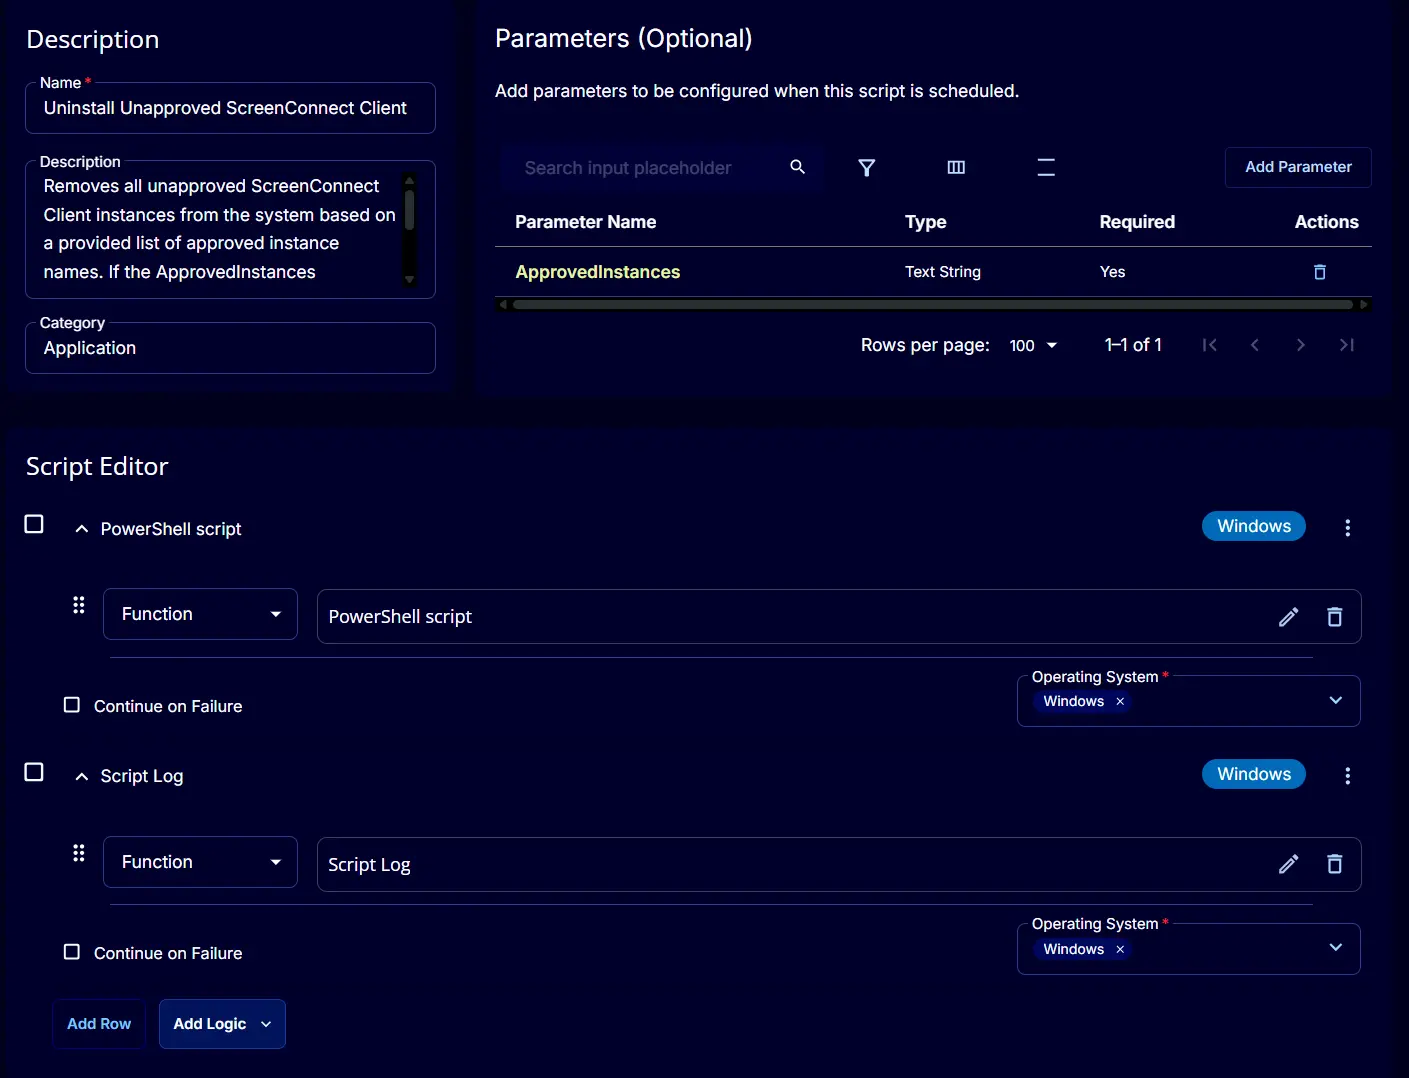 Description
Name *
Uninstall Unapproved ScreenConnect Client
Description
Removes all unapproved ScreenConnect
Client instances from the system based on
a provided list of approved instance
names. If the ApprovedInstances
Category
Application
Parameters (Optional)
Add parameters to be configured when this script is scheduled.
Search input placeholder
Add Parameter
Parameter Name Type Required Actions
ApprovedInstances Text String Yes
Rows per page: 100 1–1 of 1
Script Editor
PowerShell script Windows
Function PowerShell script
Continue on Failure
Operating System *
Windows ×
Script Log Windows
Function Script Log
Continue on Failure
Operating System *
Windows ×
Add Row Add Logic